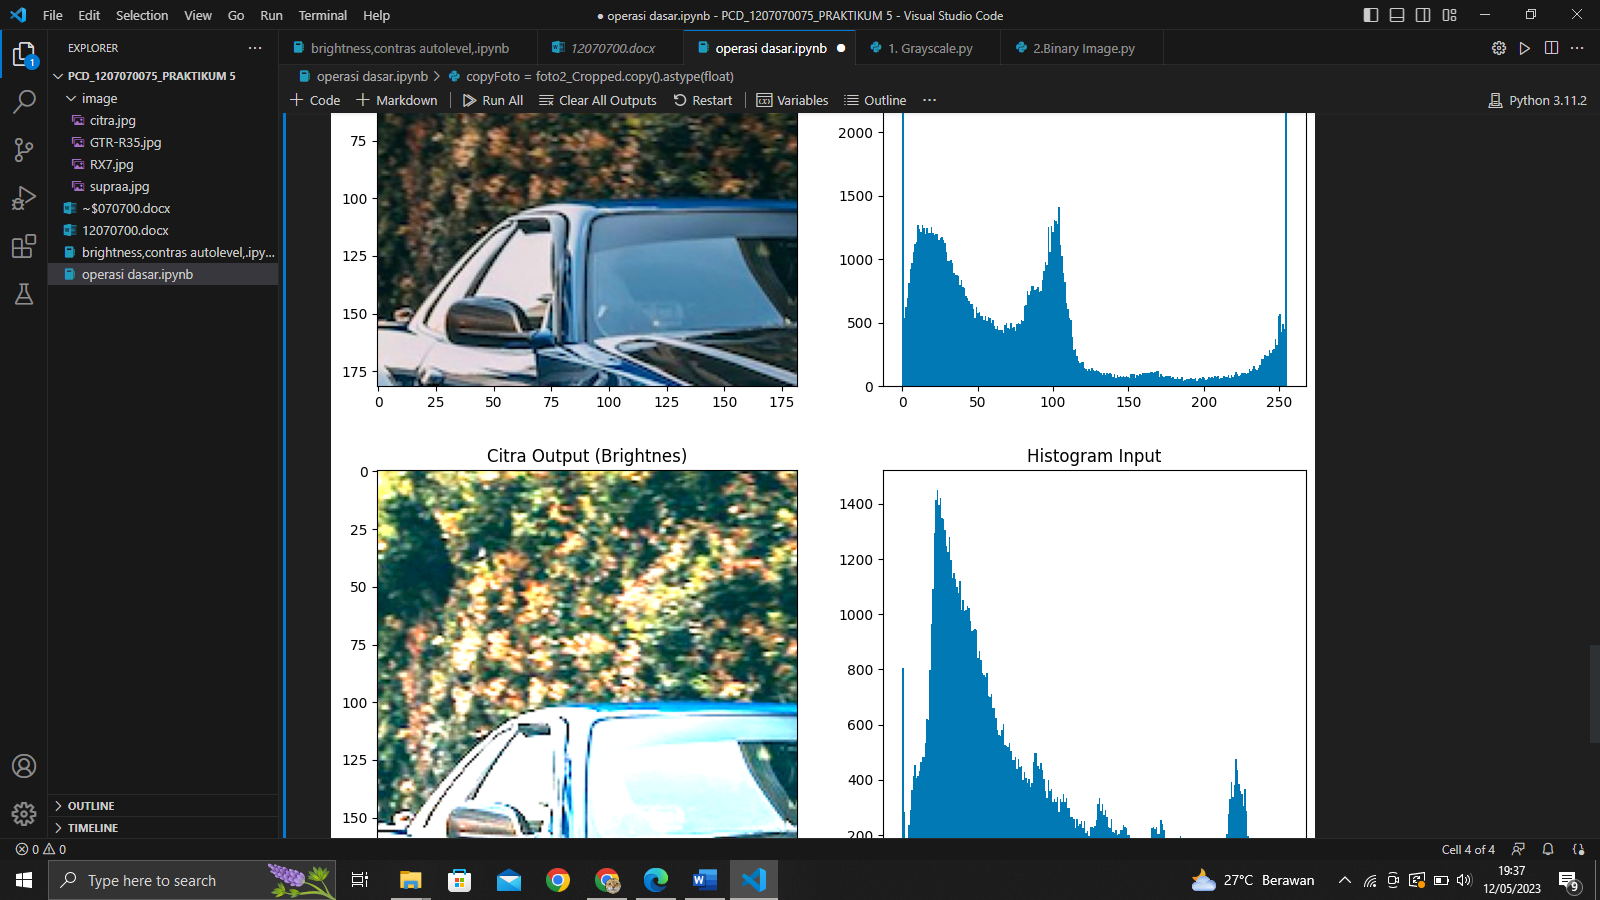 File Edit Selection View Go Run Terminal Help ● operasi dasar.ipynb - PCD_1207070075_PRAKTIKUM 5 - Visual Studio Code
EXPLORER
PCD_1207070075_PRAKTIKUM 5
image
citra.jpg
GTR-R35.jpg
RX7.jpg
supraa.jpg
~$070700.docx
12070700.docx
brightness,contras autolevel,.ipy...
operasi dasar.ipynb
OUTLINE
TIMELINE
brightness,contras autolevel,.ipynb 12070700.docx operasi dasar.ipynb 1. Grayscale.py 2.Binary Image.py
operasi dasar.ipynb > copyFoto = foto2_Cropped.copy().astype(float)
Code Markdown Run All Clear All Outputs Restart Variables Outline ... Python 3.11.2
75
100
125
150
175
0 25 50 75 100 125 150 175
2000
1500
1000
500
0
0 50 100 150 200 250
Citra Output (Brightnes)
0
25
50
75
100
125
150
Histogram Input
1400
1200
1000
800
600
400
200
0 0
Cell 4 of 4
Type here to search
27°C Berawan
19:37
12/05/2023
9
1